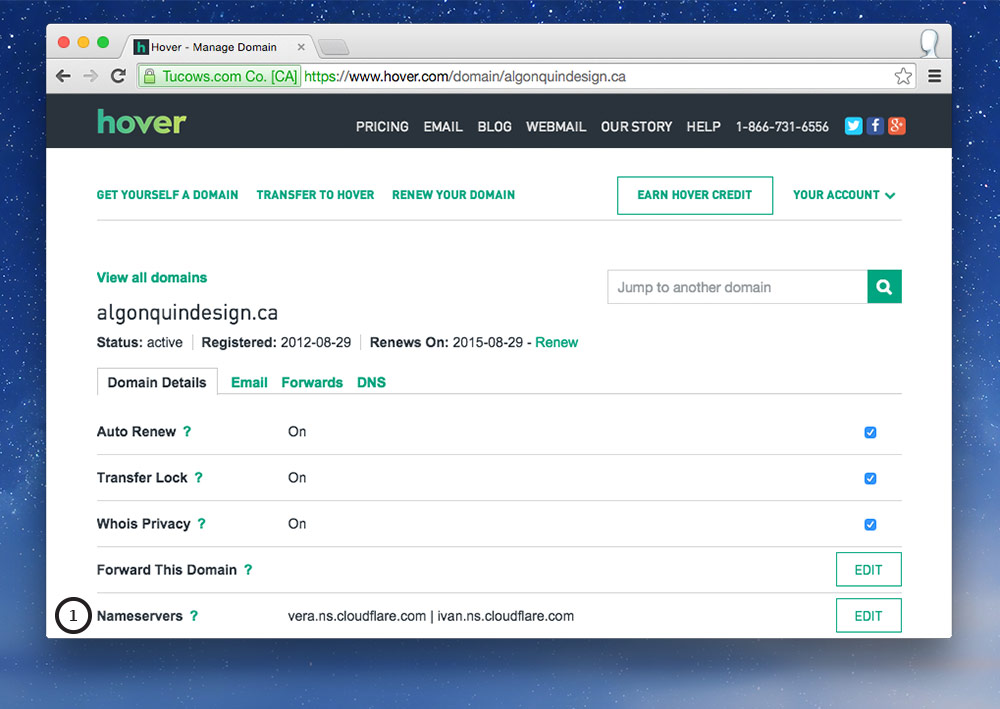 Hover - Manage Domain
Tucows.com Co. [CA] https://www.hover.com/domain/algonquindesign.ca
hover
PRICING EMAIL BLOG WEBMAIL OUR STORY HELP 1-866-731-6556
GET YOURSELF A DOMAIN TRANSFER TO HOVER RENEW YOUR DOMAIN EARN HOVER CREDIT YOUR ACCOUNT
View all domains
Jump to another domain
algonquindesign.ca
Status: active Registered: 2012-08-29 Renews On: 2015-08-29 - Renew
Domain Details Email Forwards DNS
Auto Renew ? On
Transfer Lock ? On
Whois Privacy ? On
Forward This Domain ? EDIT
1 Nameservers ? vera.ns.cloudflare.com | ivan.ns.cloudflare.com EDIT